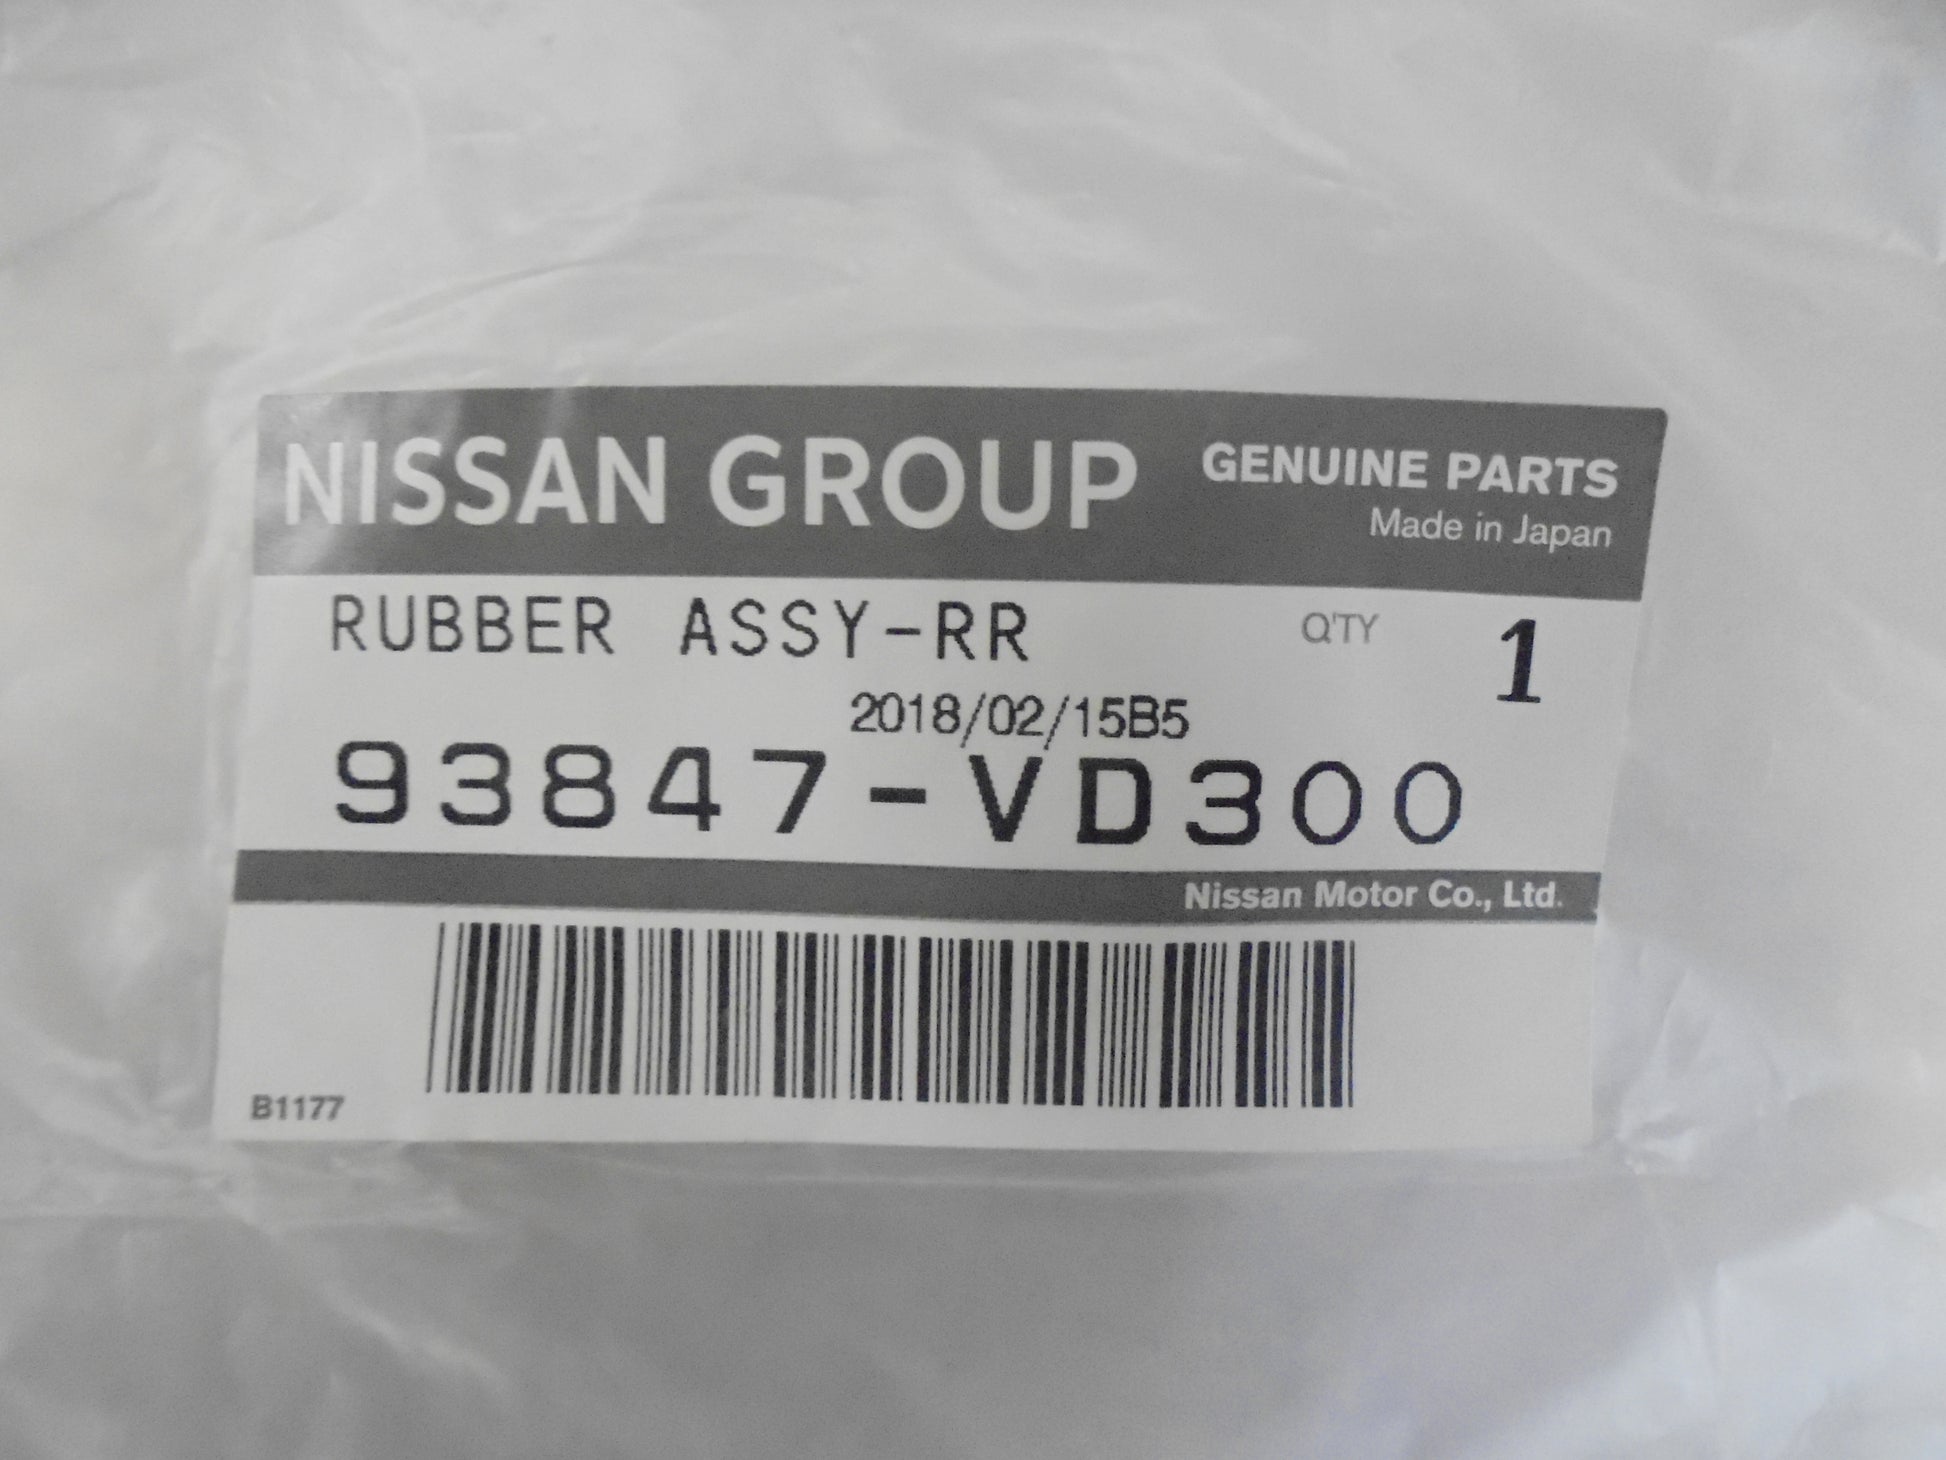 NISSAN GROUP
GENUINE PARTS
Made in Japan
RUBBER ASSY-RR
Q'TY 1
2018/02/15B5
93847-VD300
Nissan Motor Co., Ltd.
B1177